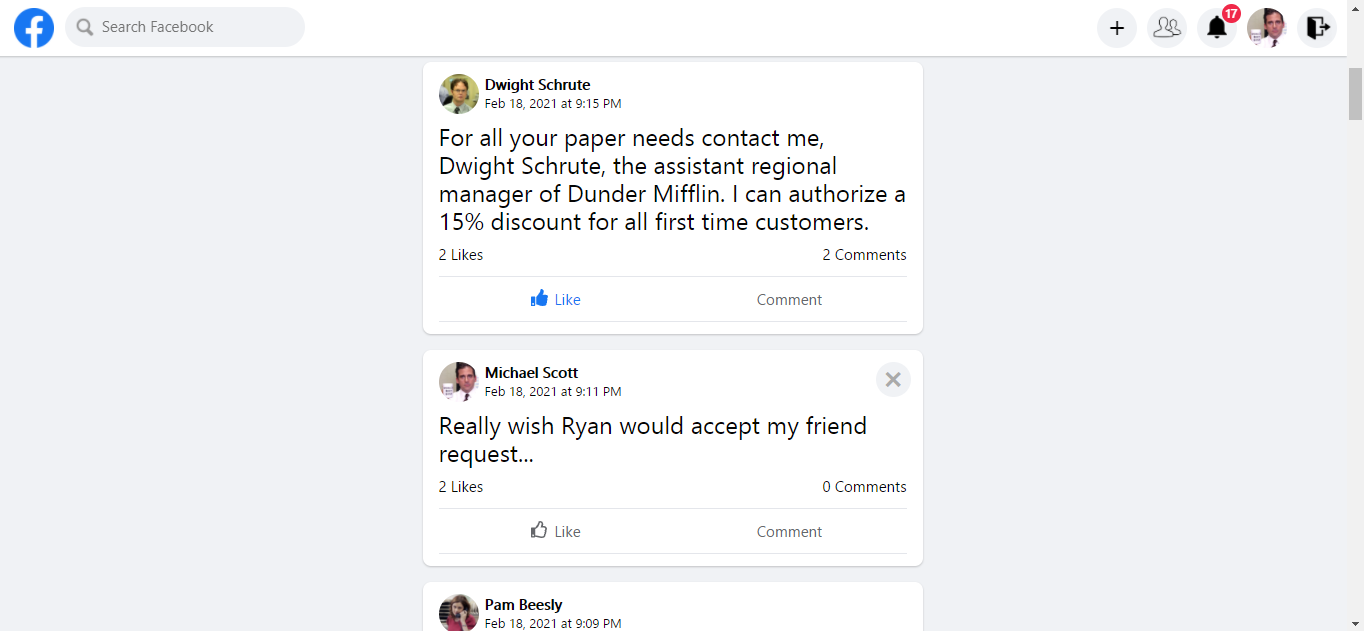 Search Facebook
17
Dwight Schrute
Feb 18, 2021 at 9:15 PM
For all your paper needs contact me,
Dwight Schrute, the assistant regional
manager of Dunder Mifflin. I can authorize a
15% discount for all first time customers.
2 Likes
2 Comments
Like
Comment
Michael Scott
Feb 18, 2021 at 9:11 PM
Really wish Ryan would accept my friend
request...
2 Likes
0 Comments
Like
Comment
Pam Beesly
Feb 18, 2021 at 9:09 PM